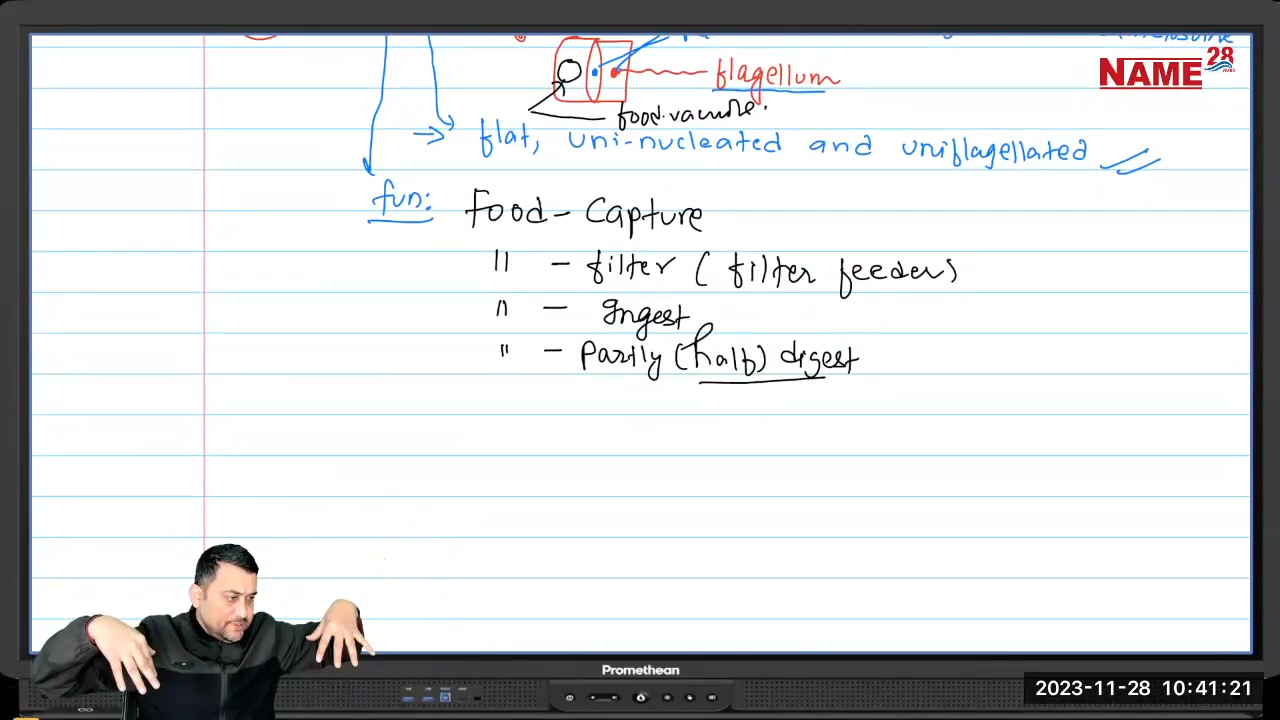 NAME 28
flagellum
food.vacuole.
→ flat, uni-nucleated and uniflagellated
fun: Food - Capture
" - filter ( filter feeders)
" - Ingest
" - Partly (half) digest
Promethean
2023-11-28 10:41:21